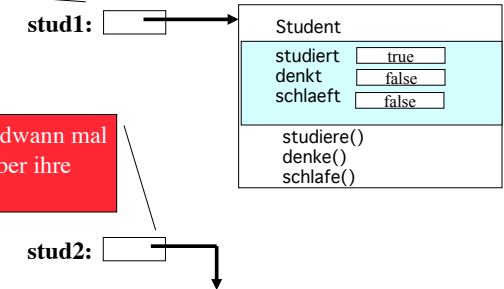 stud1:
Student
studiert true
denkt false
schlaeft false
studiere()
denke()
schlafe()
dwann mal
ber ihre
stud2: